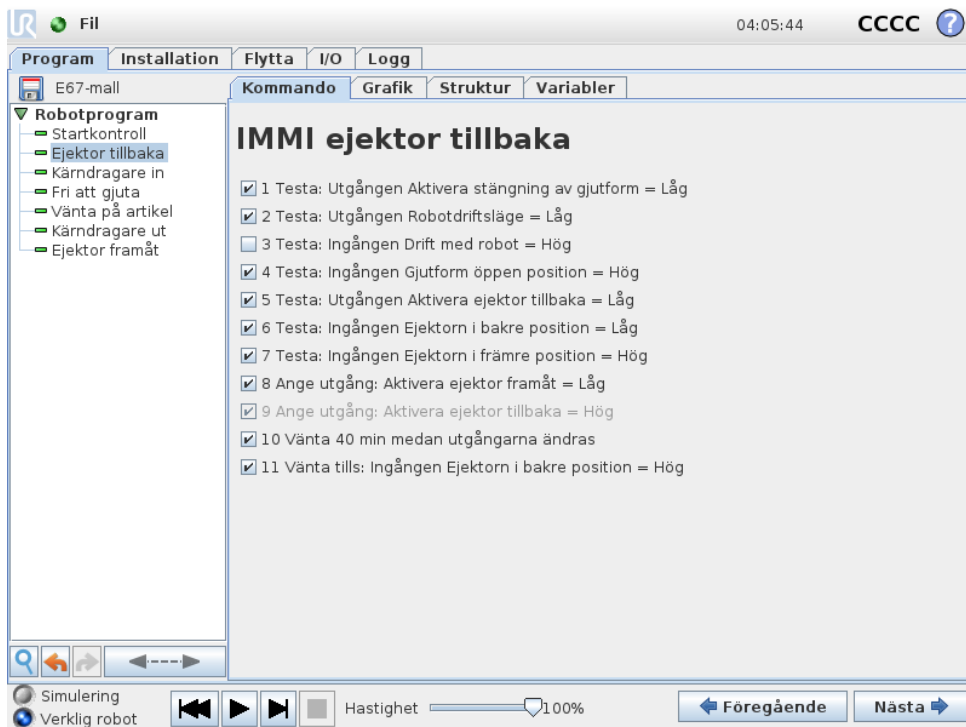 UR Fil 04:05:44 CCCC ?
Program Installation Flytta I/O Logg
E67-mall
Kommando Grafik Struktur Variabler
Robotprogram
Startkontroll
Ejektor tillbaka
Kärndragare in
Fri att gjuta
Vänta på artikel
Kärndragare ut
Ejektor framåt
IMMI ejektor tillbaka
1 Testa: Utgången Aktivera stängning av gjutform = Låg
2 Testa: Utgången Robotdriftsläge = Låg
3 Testa: Ingången Drift med robot = Hög
4 Testa: Ingången Gjutform öppen position = Hög
5 Testa: Utgången Aktivera ejektor tillbaka = Låg
6 Testa: Ingången Ejektorn i bakre position = Låg
7 Testa: Ingången Ejektorn i främre position = Hög
8 Ange utgång: Aktivera ejektor framåt = Låg
9 Ange utgång: Aktivera ejektor tillbaka = Hög
10 Vänta 40 min medan utgångarna ändras
11 Vänta tills: Ingången Ejektorn i bakre position = Hög
Simulering
Verklig robot
Hastighet 100%
Föregående
Nästa